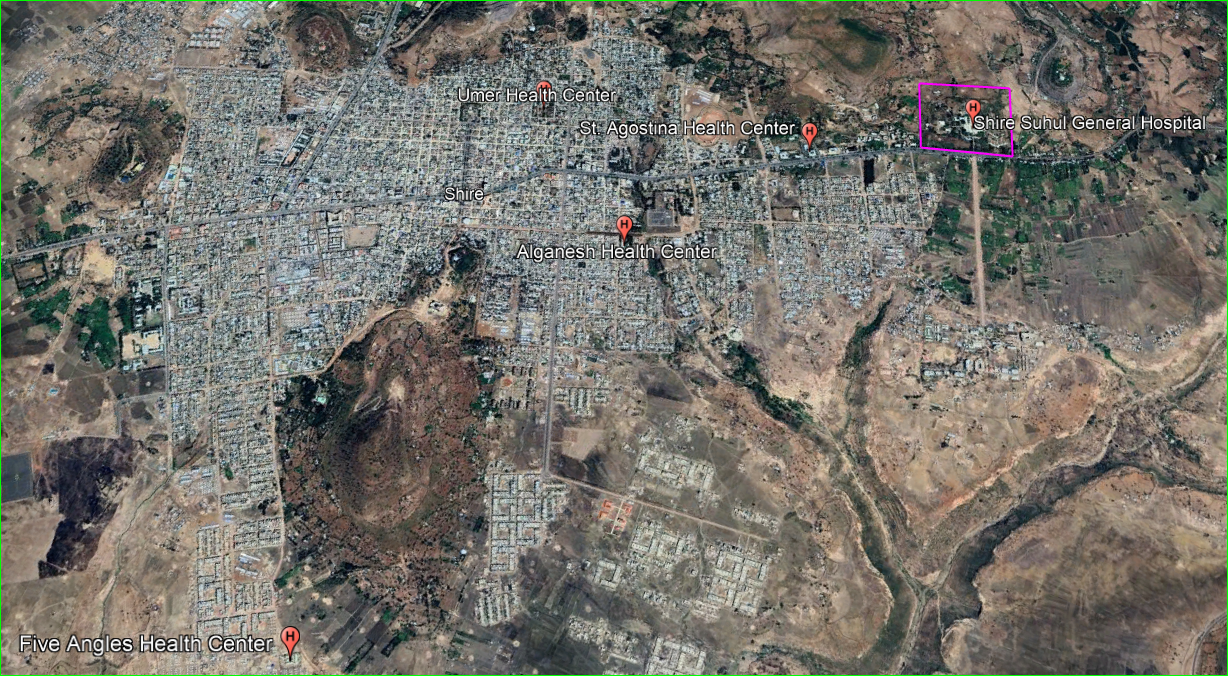 Umer Health Center
St. Agostina Health Center
H
H
Shire Suhul General Hospital
Shire
H
Alganesh Health Center
Five Angles Health Center
H